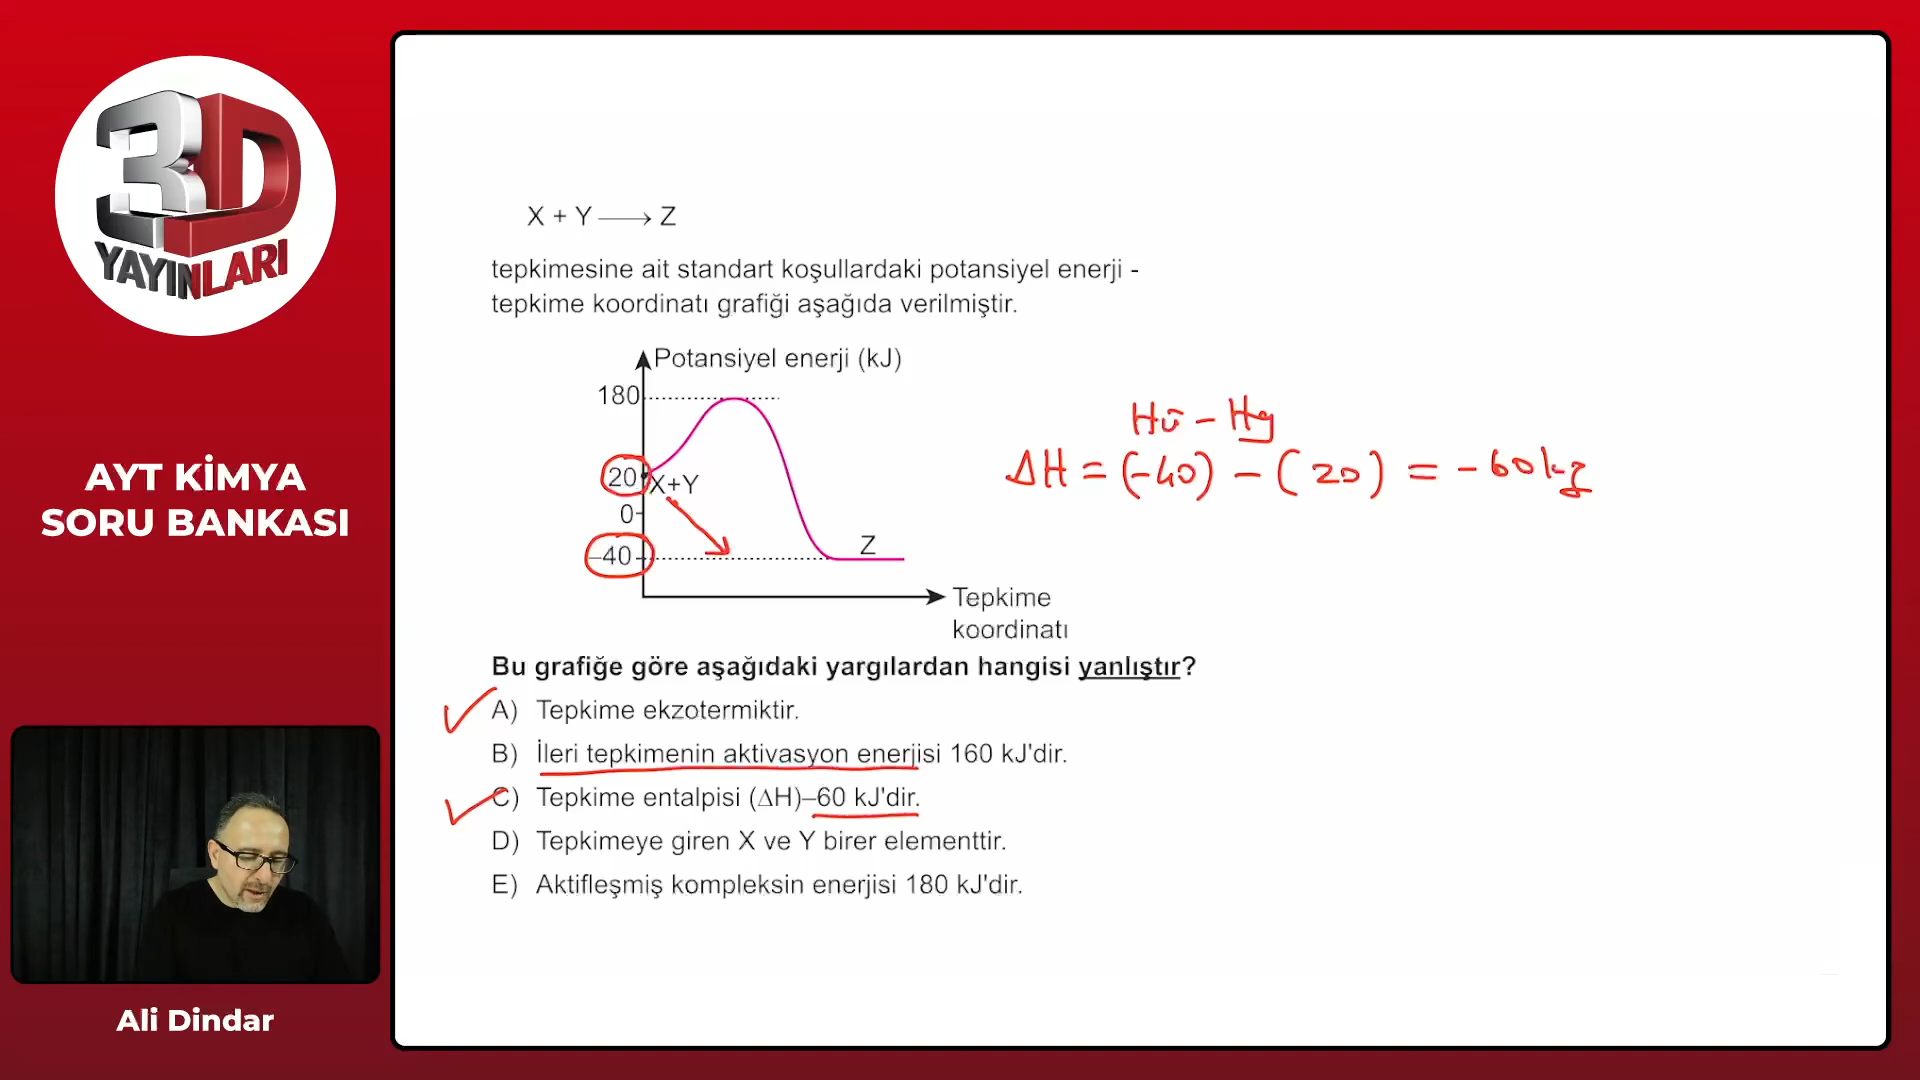 3D
YAYINLARI
AYT KİMYA
SORU BANKASI
Ali Dindar
X + Y ⟶ Z
tepkimesine ait standart koşullardaki potansiyel enerji -
tepkime koordinatı grafiği aşağıda verilmiştir.
Potansiyel enerji (kJ)
180
20
X+Y
0
–40
Z
Tepkime
koordinatı
Hü - Hg
ΔH = (-40) - (20) = -60 kJ
Bu grafiğe göre aşağıdaki yargılardan hangisi yanlıştır?
A) Tepkime ekzotermiktir.
B) İleri tepkimenin aktivasyon enerjisi 160 kJ'dir.
C) Tepkime entalpisi (ΔH)–60 kJ'dir.
D) Tepkimeye giren X ve Y birer elementtir.
E) Aktifleşmiş kompleksin enerjisi 180 kJ'dir.